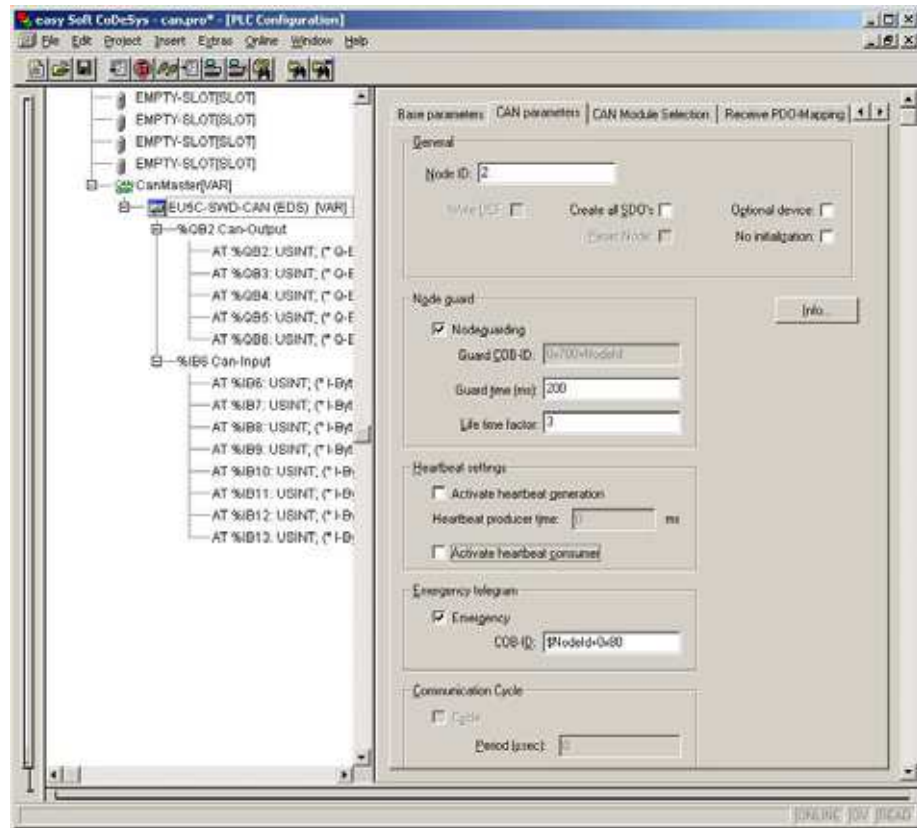 easy Soft CoDeSys - can.pro* - [PLC Configuration]
File Edit Project Insert Extras Online Window Help
EMPTY-SLOT[SLOT]
EMPTY-SLOT[SLOT]
EMPTY-SLOT[SLOT]
EMPTY-SLOT[SLOT]
CanMaster[VAR]
EU5C-SWD-CAN (EDS) [VAR]
%QB2 Can-Output
AT %QB2: USINT; (* Q-B
AT %QB3: USINT; (* Q-B
AT %QB4: USINT; (* Q-B
AT %QB5: USINT; (* Q-B
AT %QB6: USINT; (* Q-B
%IB6 Can-Input
AT %IB6: USINT; (* I-Byt
AT %IB7: USINT; (* I-Byt
AT %IB8: USINT; (* I-Byt
AT %IB9: USINT; (* I-Byt
AT %IB10: USINT; (* I-By
AT %IB11: USINT; (* I-By
AT %IB12: USINT; (* I-By
AT %IB13: USINT; (* I-By
Base parameters CAN parameters CAN Module Selection Receive PDO-Mapping
General
Node ID: 2
Write DCF Create all SDO's Optional device:
Reset Node No initialization:
Node guard
Info...
Nodeguarding
Guard COB-ID: 0x700+NodeId
Guard time (ms): 200
Life time factor: 3
Heartbeat settings
Activate heartbeat generation
Heartbeat producer time: 0 ms
Activate heartbeat consumer
Emergency telegram
Emergency
COB-ID: $NodeId+0x80
Communication Cycle
Cycle
Period (µsec): 0
ONLINE OV READ